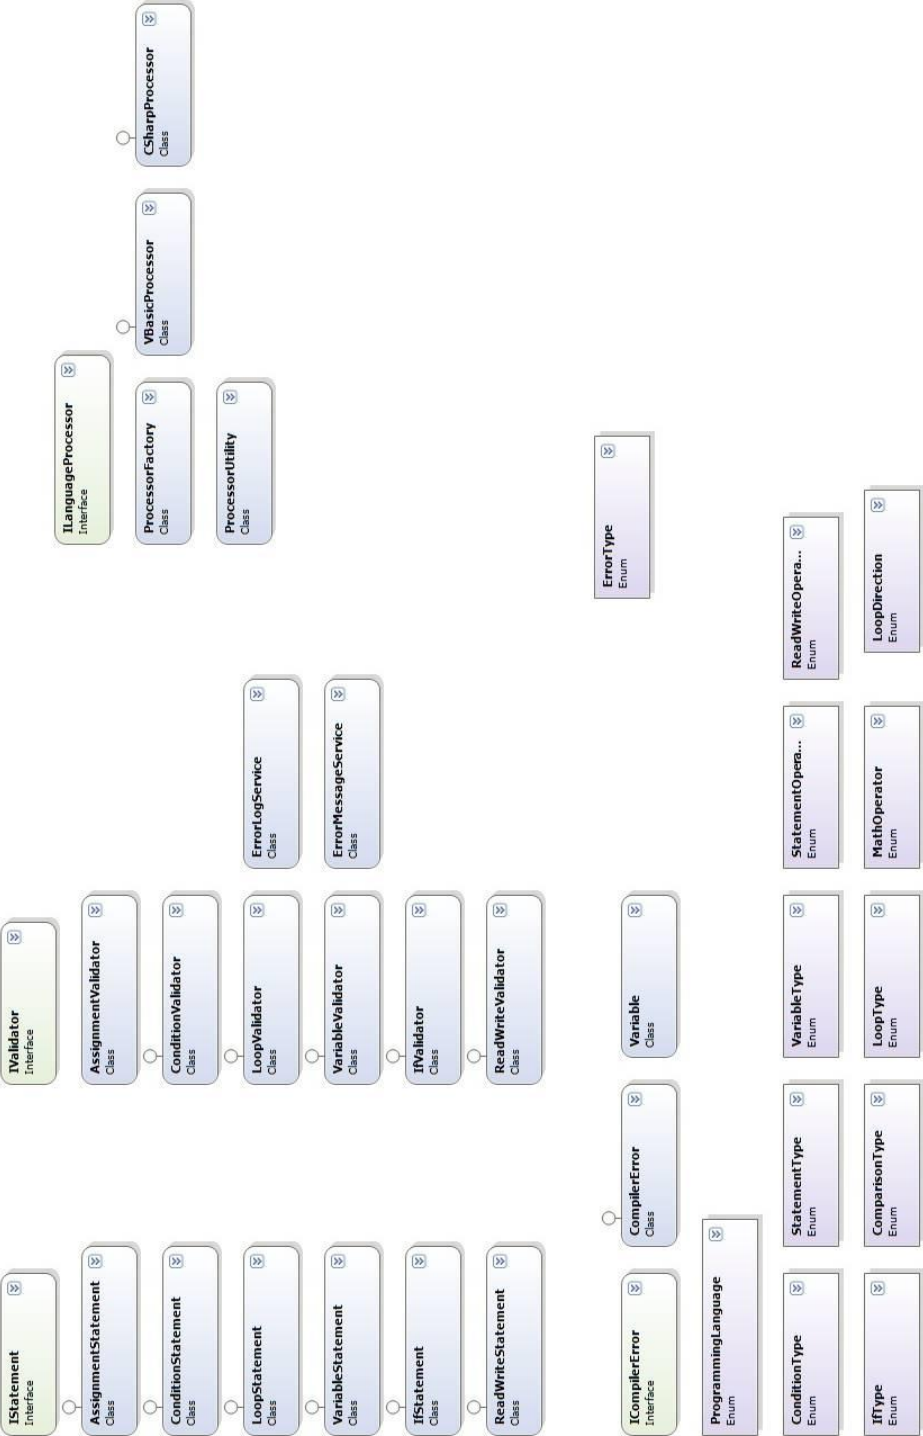 IStatement
Interface
AssignmentStatement
Class
ConditionStatement
Class
LoopStatement
Class
VariableStatement
Class
IfStatement
Class
ReadWriteStatement
Class
ICompilerError
Interface
ProgrammingLanguage
Enum
ConditionType
Enum
IfType
Enum
CompilerError
Class
StatementType
Enum
ComparisonType
Enum
IValidator
Interface
AssignmentValidator
Class
ConditionValidator
Class
LoopValidator
Class
VariableValidator
Class
IfValidator
Class
ReadWriteValidator
Class
Variable
Class
VariableType
Enum
LoopType
Enum
ErrorLogService
Class
ErrorMessageService
Class
StatementOpera...
Enum
MathOperator
Enum
ErrorType
Enum
ReadWriteOpera...
Enum
LoopDirection
Enum
ILanguageProcessor
Interface
ProcessorFactory
Class
ProcessorUtility
Class
VBasicProcessor
Class
CSharpProcessor
Class